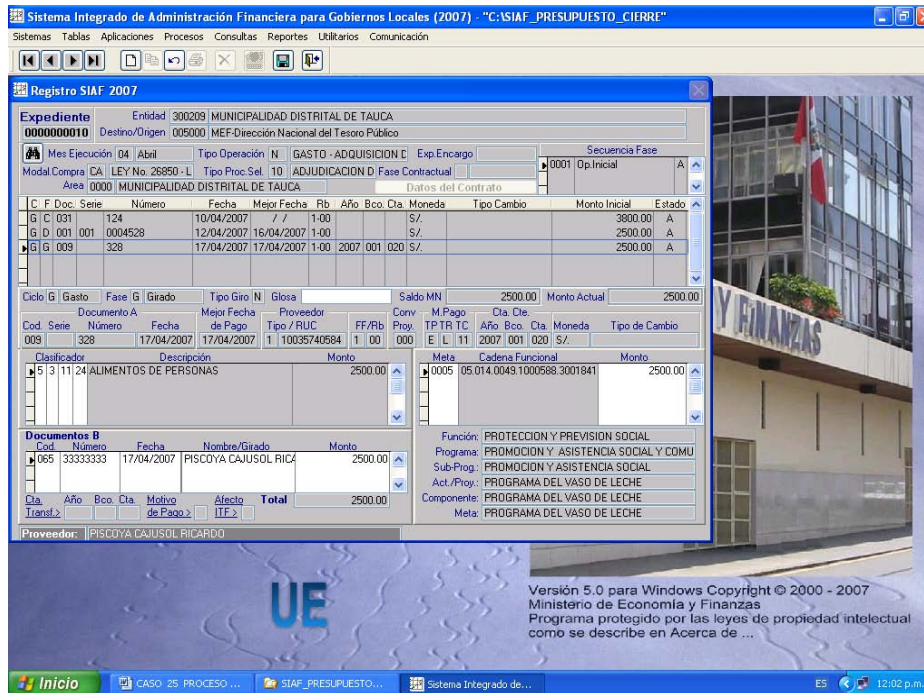 Sistema Integrado de Administración Financiera para Gobiernos Locales (2007) - "C:\SIAF_PRESUPUESTO_CIERRE"
Sistemas Tablas Aplicaciones Procesos Consultas Reportes Utilitarios Comunicación
Registro SIAF 2007
Expediente Entidad 300209 MUNICIPALIDAD DISTRITAL DE TAUCA
0000000010 Destino/Origen 005000 MEF-Dirección Nacional del Tesoro Público
Mes Ejecución 04 Abril Tipo Operación N GASTO - ADQUISICION D Exp.Encargo Secuencia Fase
Modal.Compra CA LEY No. 26850 - L Tipo Proc.Sel. 10 ADJUDICACION D Fase Contractual 0001 Op.Inicial A
Area 0000 MUNICIPALIDAD DISTRITAL DE TAUCA Datos del Contrato
C F Doc. Serie Número Fecha Mejor Fecha Rb Año Bco. Cta. Moneda Tipo Cambio Monto Inicial Estado
G C 031 124 10/04/2007 / / 1-00 S/. 3800.00 A
G D 001 001 0004528 12/04/2007 16/04/2007 1-00 S/. 2500.00 A
G G 009 328 17/04/2007 17/04/2007 1-00 2007 001 020 S/. 2500.00 A
Ciclo G Gasto Fase G Girado Tipo Giro N Glosa Saldo MN 2500.00 Monto Actual 2500.00
Documento A Mejor Fecha Proveedor Conv M.Pago Cta. Cte.
Cod. Serie Número Fecha de Pago Tipo / RUC FF/Rb Proy. TP TR TC Año Bco. Cta. Moneda Tipo de Cambio
009 328 17/04/2007 17/04/2007 1 10035740584 1 00 000 E L 11 2007 001 020 S/.
Clasificador Descripción Monto Meta Cadena Funcional Monto
5 3 11 24 ALIMENTOS DE PERSONAS 2500.00 0005 05.014.0049.1000588.3001841 2500.00
Documentos B
Cod. Número Fecha Nombre/Girado Monto
065 33333333 17/04/2007 PISCOYA CAJUSOL RICA 2500.00
Cta. Año Bco. Cta. Motivo Afecto Total 2500.00
Transf.> de Pago.> ITF >
Función: PROTECCION Y PREVISION SOCIAL
Programa: PROMOCION Y ASISTENCIA SOCIAL Y COMU
Sub-Prog.: PROMOCION Y ASISTENCIA SOCIAL
Act./Proy.: PROGRAMA DEL VASO DE LECHE
Componente: PROGRAMA DEL VASO DE LECHE
Meta: PROGRAMA DEL VASO DE LECHE
Proveedor: PISCOYA CAJUSOL RICARDO
Y FINANZAS
UE
Versión 5.0 para Windows Copyright © 2000 - 2007
Ministerio de Economía y Finanzas
Programa protegido por las leyes de propiedad intelectual
como se describe en Acerca de ...
Inicio CASO 25 PROCESO ... SIAF_PRESUPUESTO... Sistema Integrado de... ES 12:02 p.m.